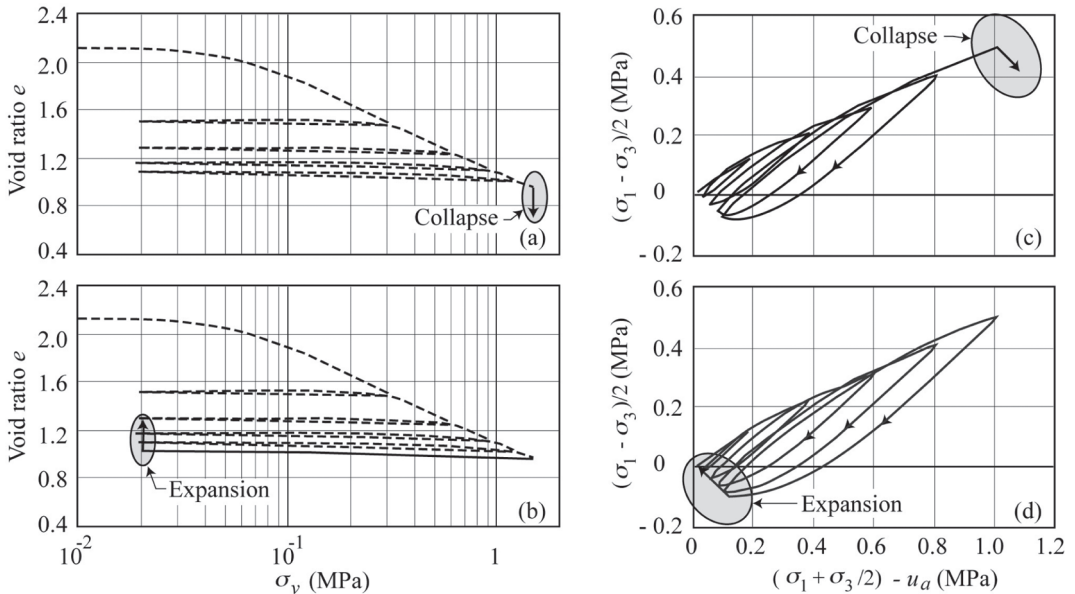 2.4
2.0
1.6
1.2
0.8
0.4
Void ratio e
Collapse
(a)
2.4
2.0
1.6
1.2
0.8
0.4
Void ratio e
Expansion
(b)
10⁻²
10⁻¹
1
σᵥ (MPa)
0.6
0.4
0.2
0
- 0.2
(σ₁ - σ₃)/2 (MPa)
Collapse
(c)
0.6
0.4
0.2
0
- 0.2
(σ₁ - σ₃)/2 (MPa)
Expansion
(d)
0
0.2
0.4
0.6
0.8
1.0
1.2
(σ₁ + σ₃/2) - uₐ (MPa)